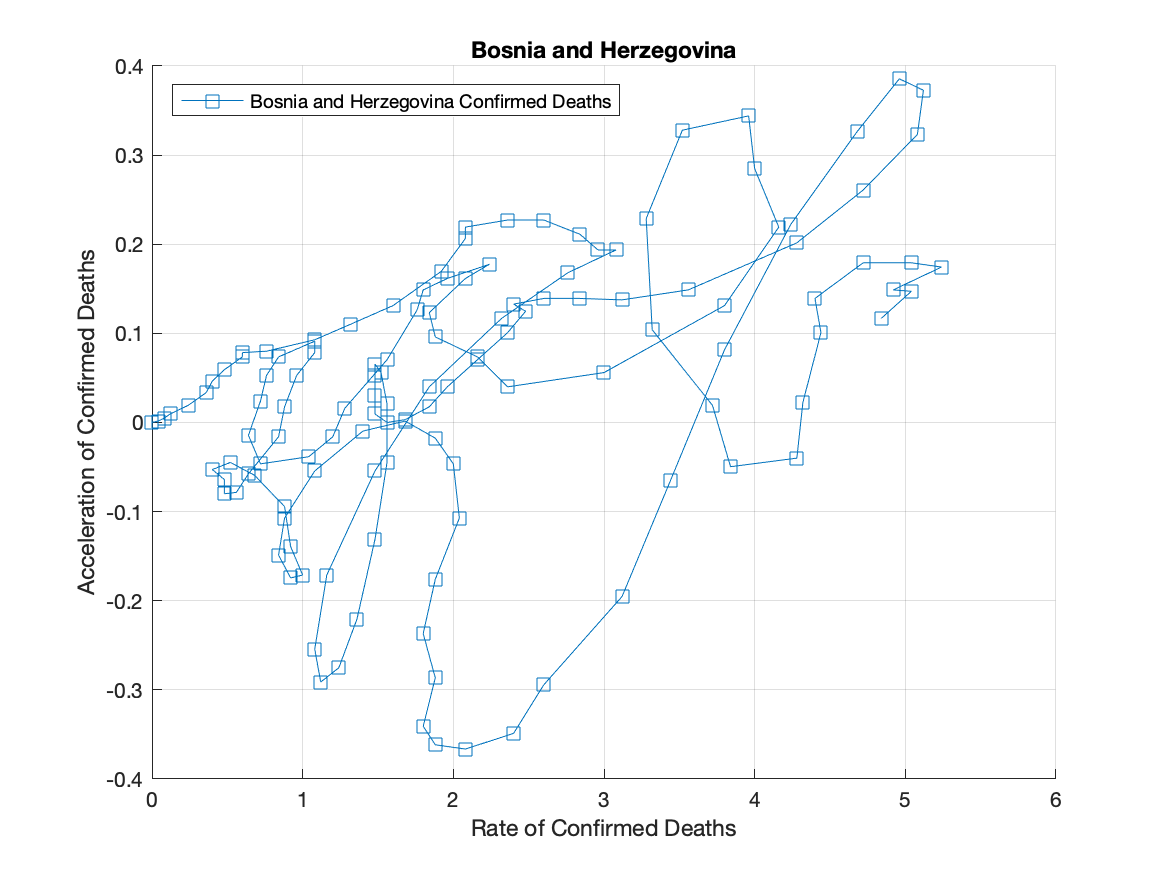 Bosnia and Herzegovina
Bosnia and Herzegovina Confirmed Deaths
0.4
0.3
0.2
0.1
0
-0.1
-0.2
-0.3
-0.4
Acceleration of Confirmed Deaths
0 1 2 3 4 5 6
Rate of Confirmed Deaths